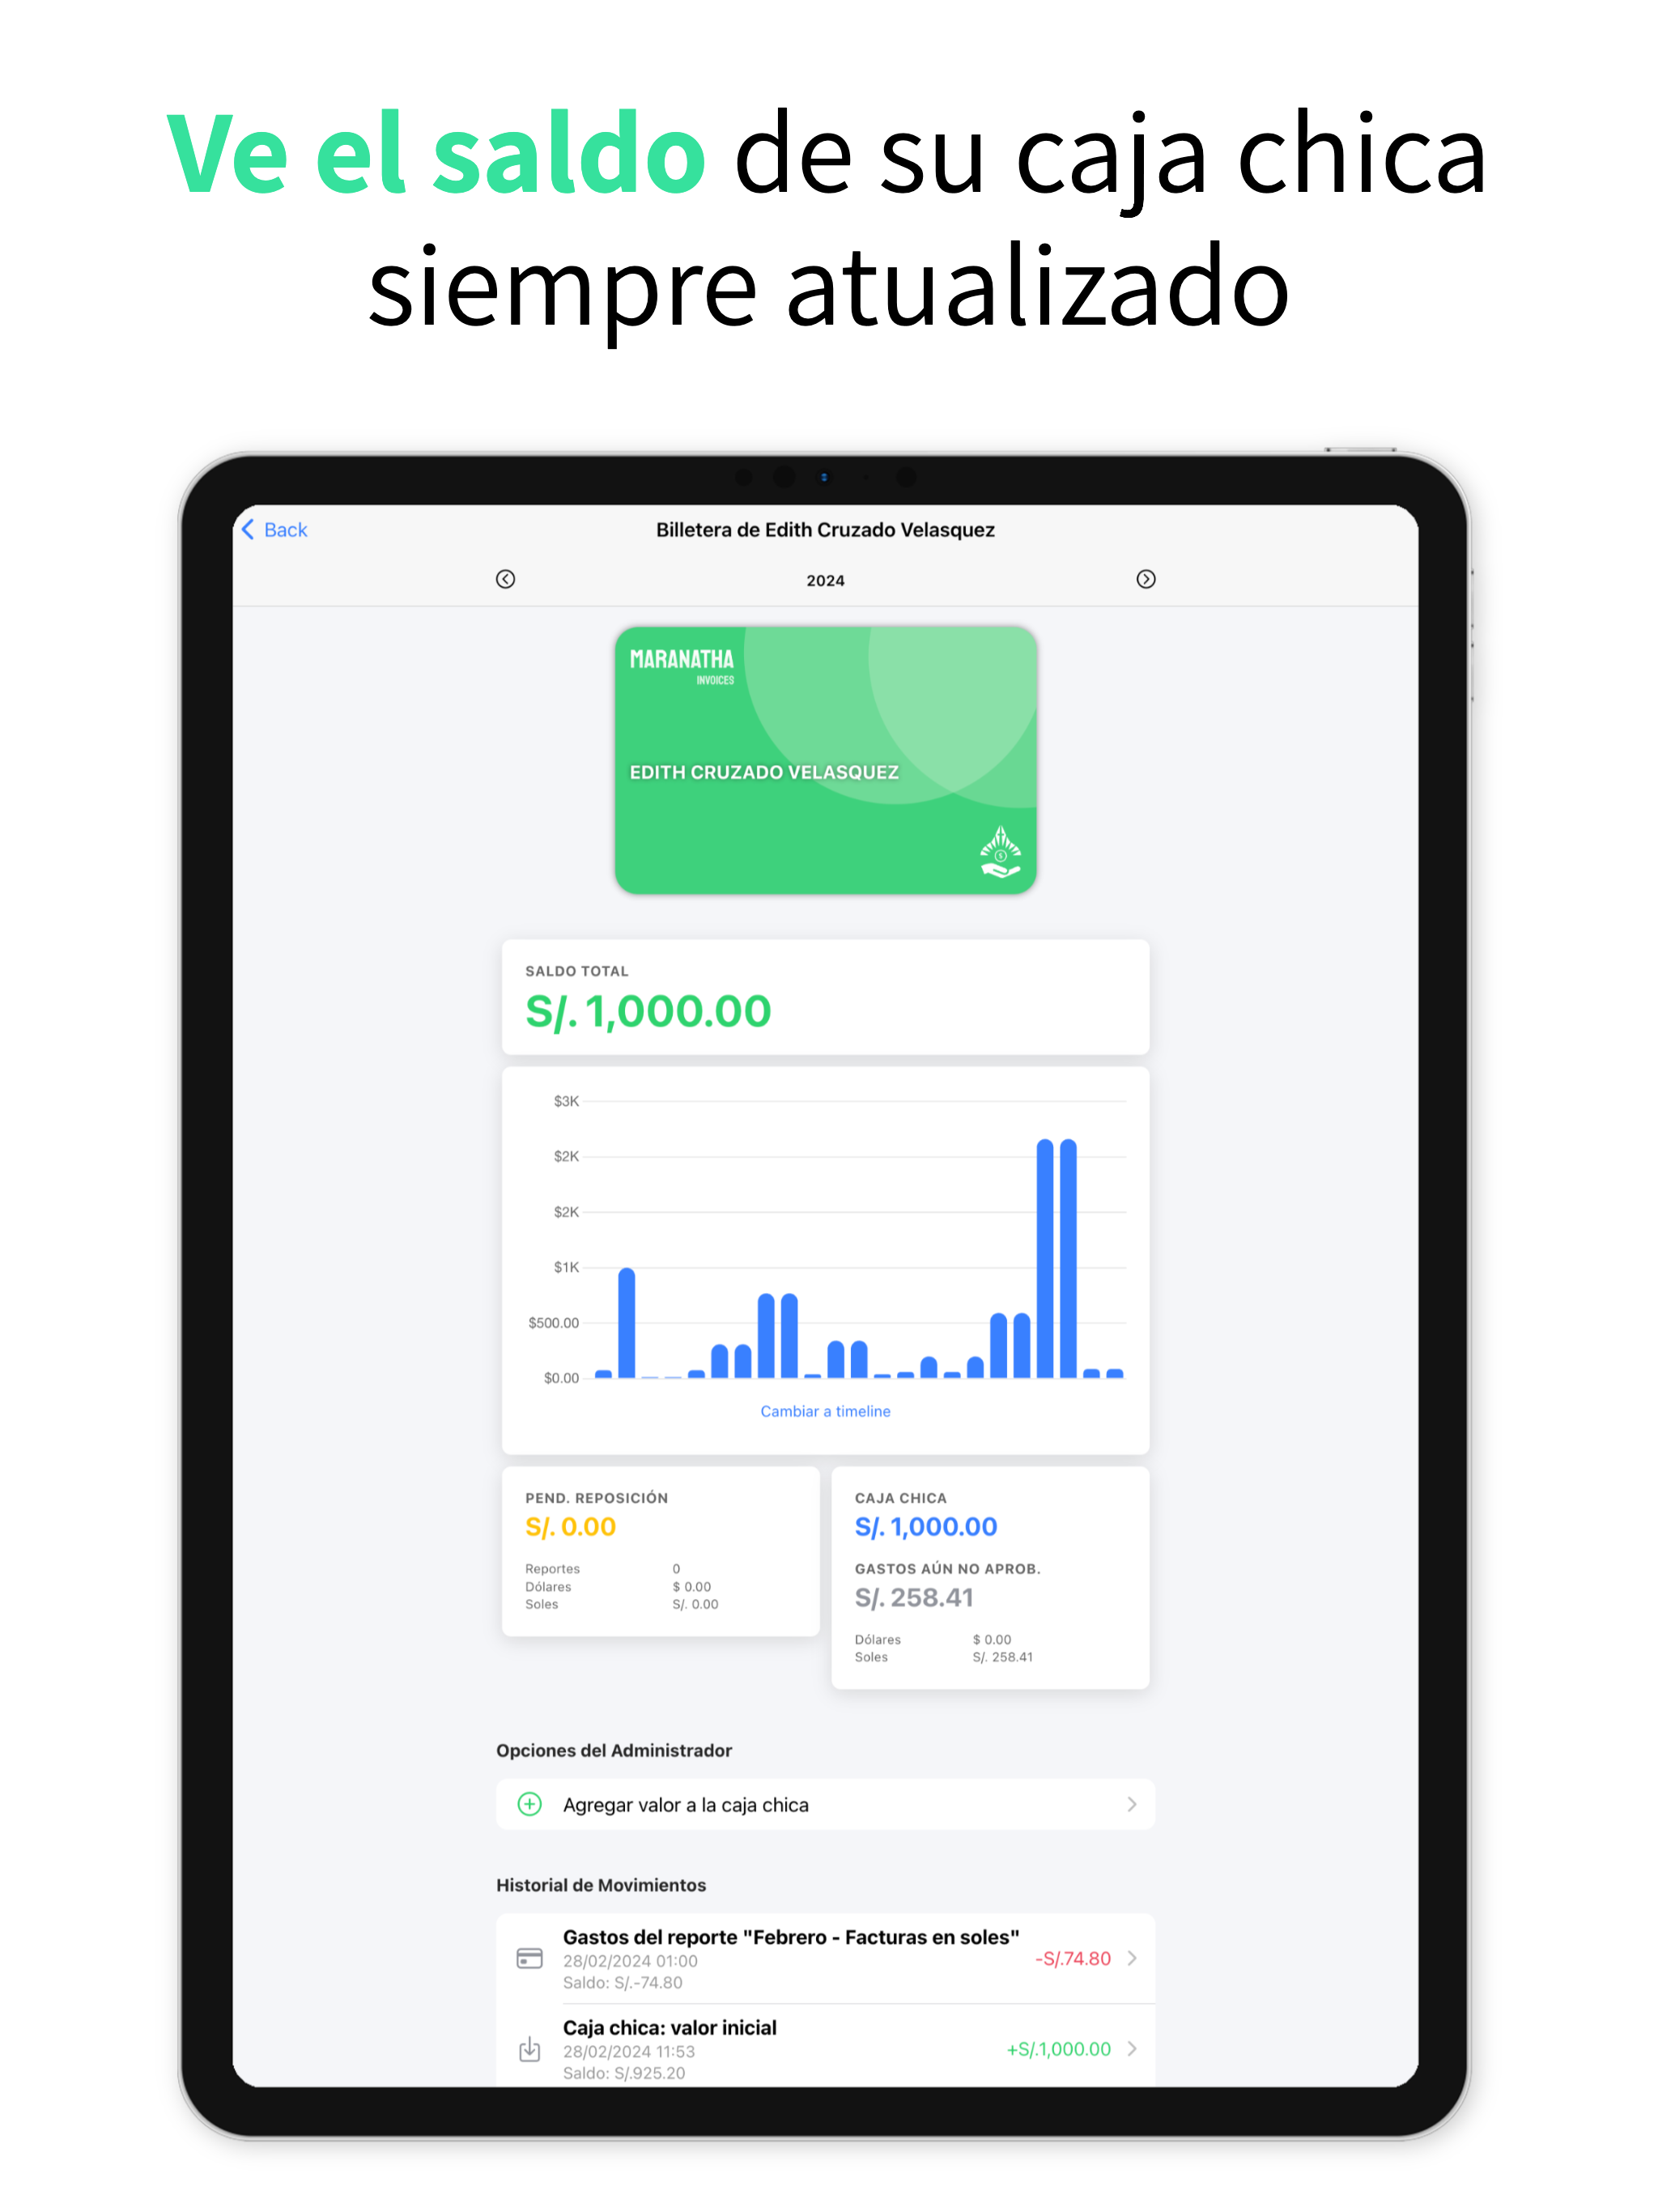 Ve el saldo de su caja chica
siempre atualizado
Back
Billetera de Edith Cruzado Velasquez
2024
MARANATHA
INVOICES
EDITH CRUZADO VELASQUEZ
SALDO TOTAL
S/. 1,000.00
$3K
$2K
$2K
$1K
$500.00
$0.00
Cambiar a timeline
PEND. REPOSICIÓN
S/. 0.00
Reportes 0
Dólares $ 0.00
Soles S/. 0.00
CAJA CHICA
S/. 1,000.00
GASTOS AÚN NO APROB.
S/. 258.41
Dólares $ 0.00
Soles S/. 258.41
Opciones del Administrador
Agregar valor a la caja chica
Historial de Movimientos
Gastos del reporte "Febrero - Facturas en soles"
28/02/2024 01:00
Saldo: S/.-74.80
-S/.74.80
Caja chica: valor inicial
28/02/2024 11:53
Saldo: S/.925.20
+S/.1,000.00